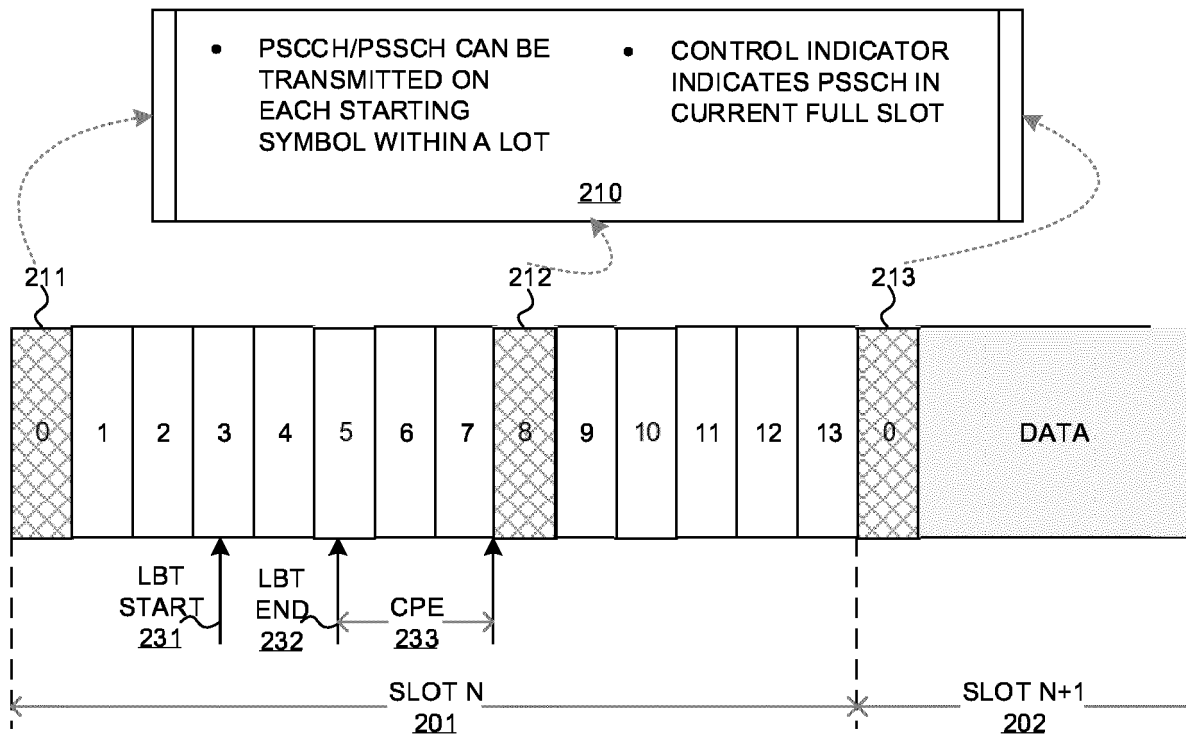 • PSCCH/PSSCH CAN BE
TRANSMITTED ON
EACH STARTING
SYMBOL WITHIN A LOT
• CONTROL INDICATOR
INDICATES PSSCH IN
CURRENT FULL SLOT
210
211
212
213
0 1 2 3 4 5 6 7 8 9 10 11 12 13 0 DATA
LBT
START
231
LBT
END
232
CPE
233
SLOT N
201
SLOT N+1
202